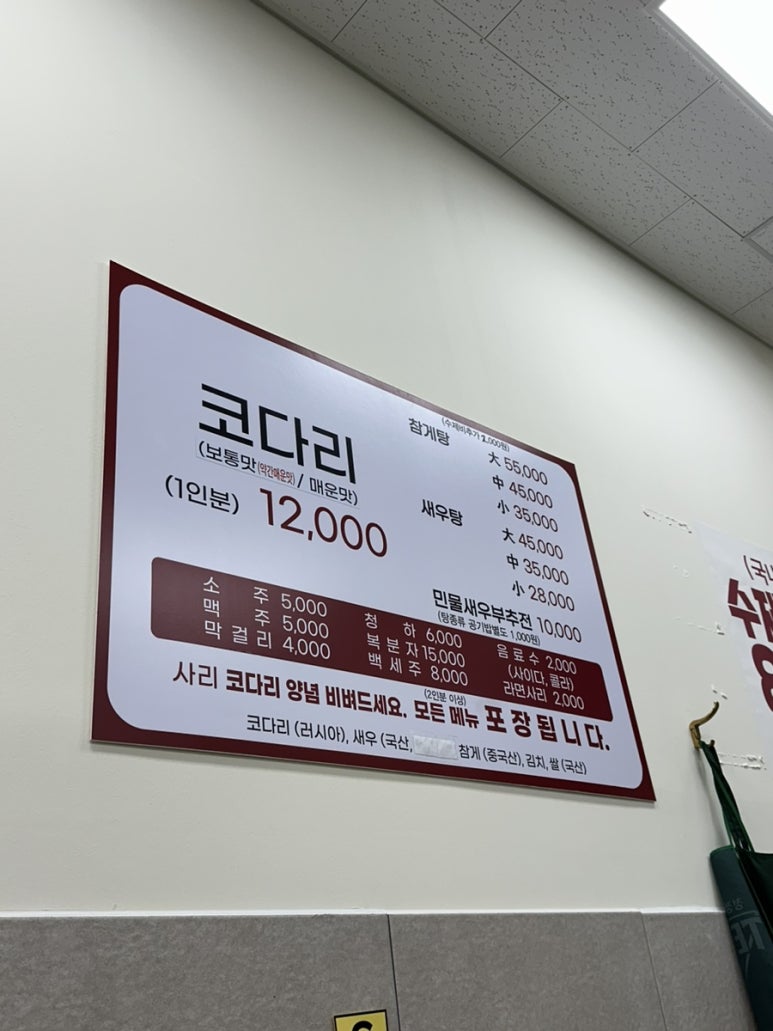 코다리
(보통맛(약간매운맛) / 매운맛)
(1인분) 12,000
(수제비추가 2,000원)
참게탕 大 55,000
中 45,000
小 35,000
새우탕 大 45,000
中 35,000
小 28,000
민물새우부추전 10,000
(탕종류 공기밥별도 1,000원)
소 주 5,000
맥 주 5,000
막 걸 리 4,000
청 하 6,000
복 분 자 15,000
백 세 주 8,000
음 료 수 2,000
(사이다, 콜라)
라면사리 2,000
(2인분 이상)
사리 코다리 양념 비벼드세요. 모든 메뉴 포 장 됩 니 다.
코다리 (러시아), 새우 (국산, 참게 (중국산), 김치, 쌀 (국산)